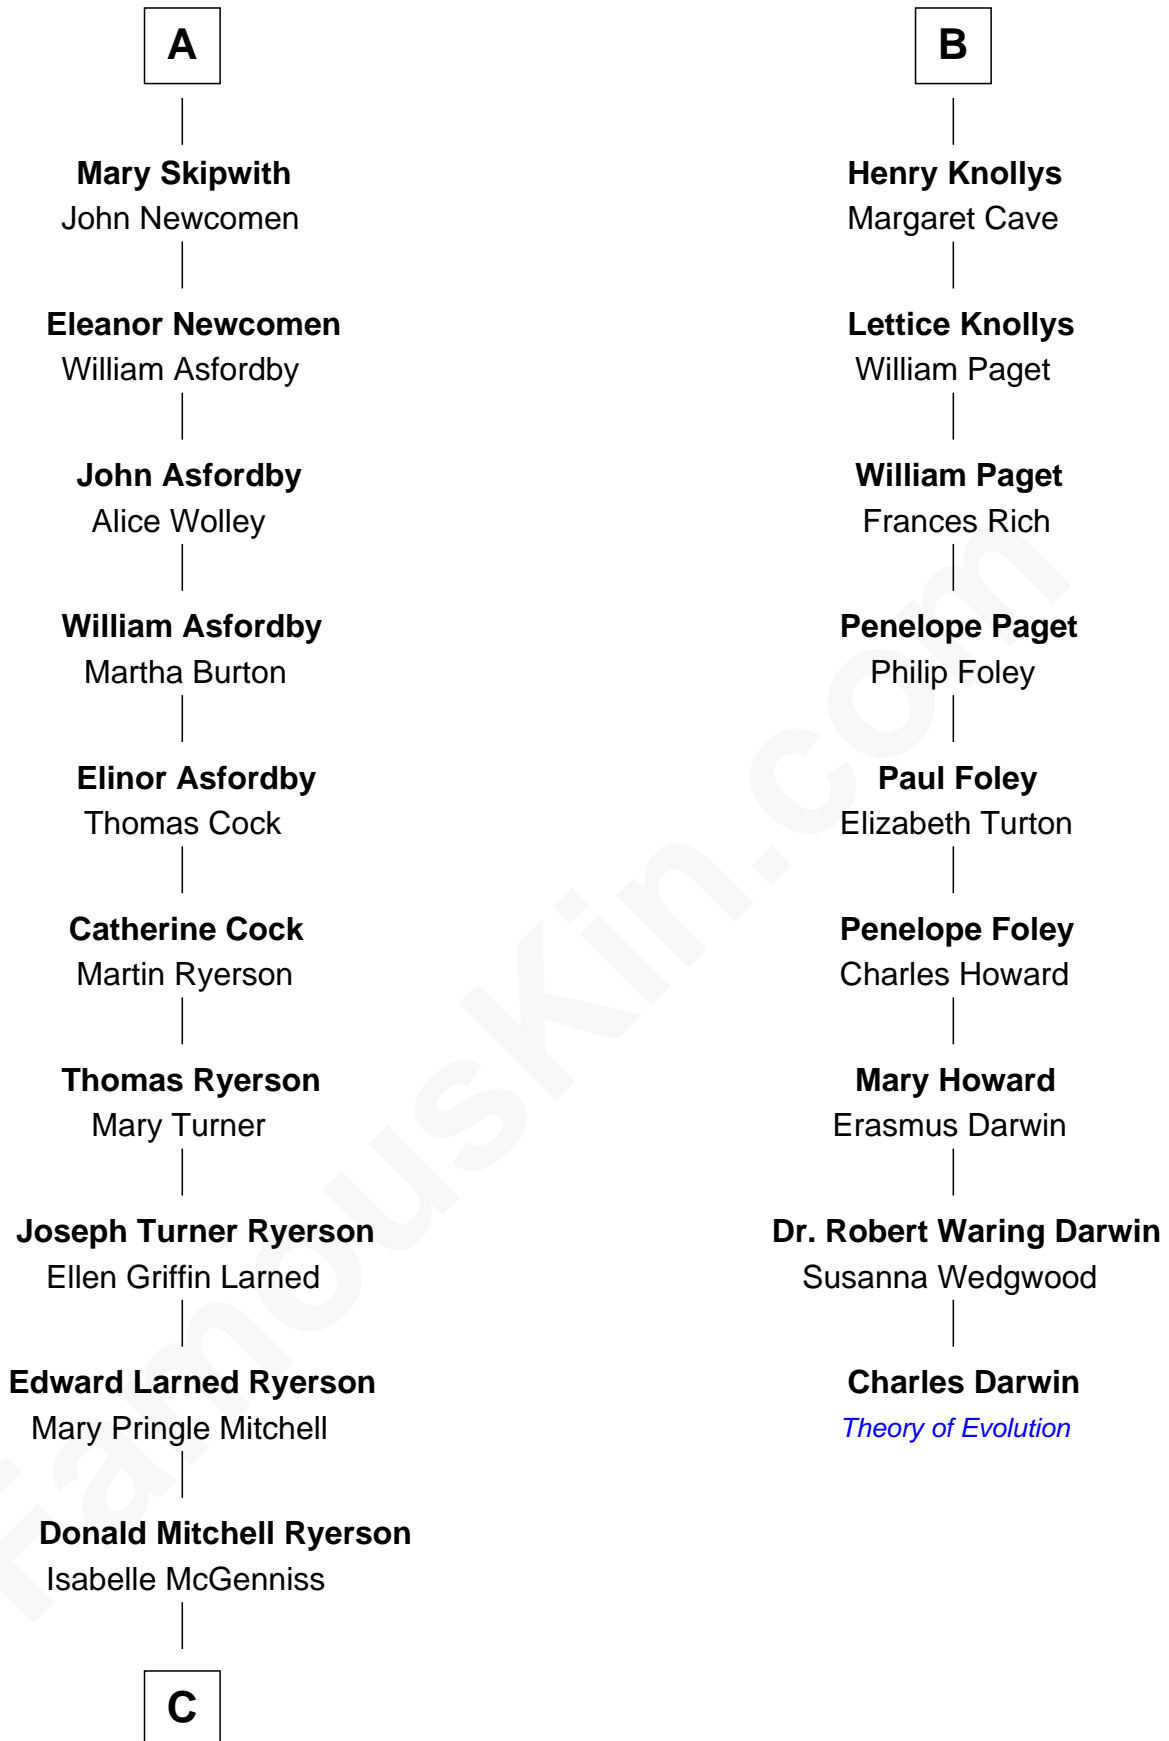 A
Mary Skipwith
John Newcomen
Eleanor Newcomen
William Asfordby
John Asfordby
Alice Wolley
William Asfordby
Martha Burton
Elinor Asfordby
Thomas Cock
Catherine Cock
Martin Ryerson
Thomas Ryerson
Mary Turner
Joseph Turner Ryerson
Ellen Griffin Larned
Edward Larned Ryerson
Mary Pringle Mitchell
Donald Mitchell Ryerson
Isabelle McGenniss
C
B
Henry Knollys
Margaret Cave
Lettice Knollys
William Paget
William Paget
Frances Rich
Penelope Paget
Philip Foley
Paul Foley
Elizabeth Turton
Penelope Foley
Charles Howard
Mary Howard
Erasmus Darwin
Dr. Robert Waring Darwin
Susanna Wedgwood
Charles Darwin
Theory of Evolution
FamousKin.com